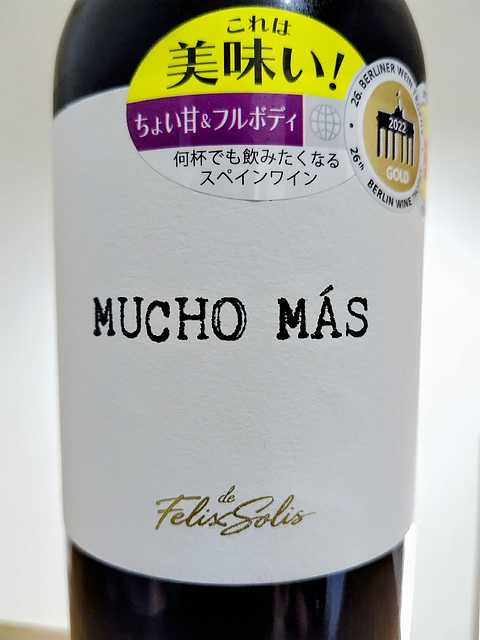 これは
美味い!
ちょい甘&フルボディ
何杯でも飲みたくなる
スペインワイン
26. BERLINER WEIN
2022
GOLD
26th BERLIN WINE
MUCHO MÁS
de
Felix Solis